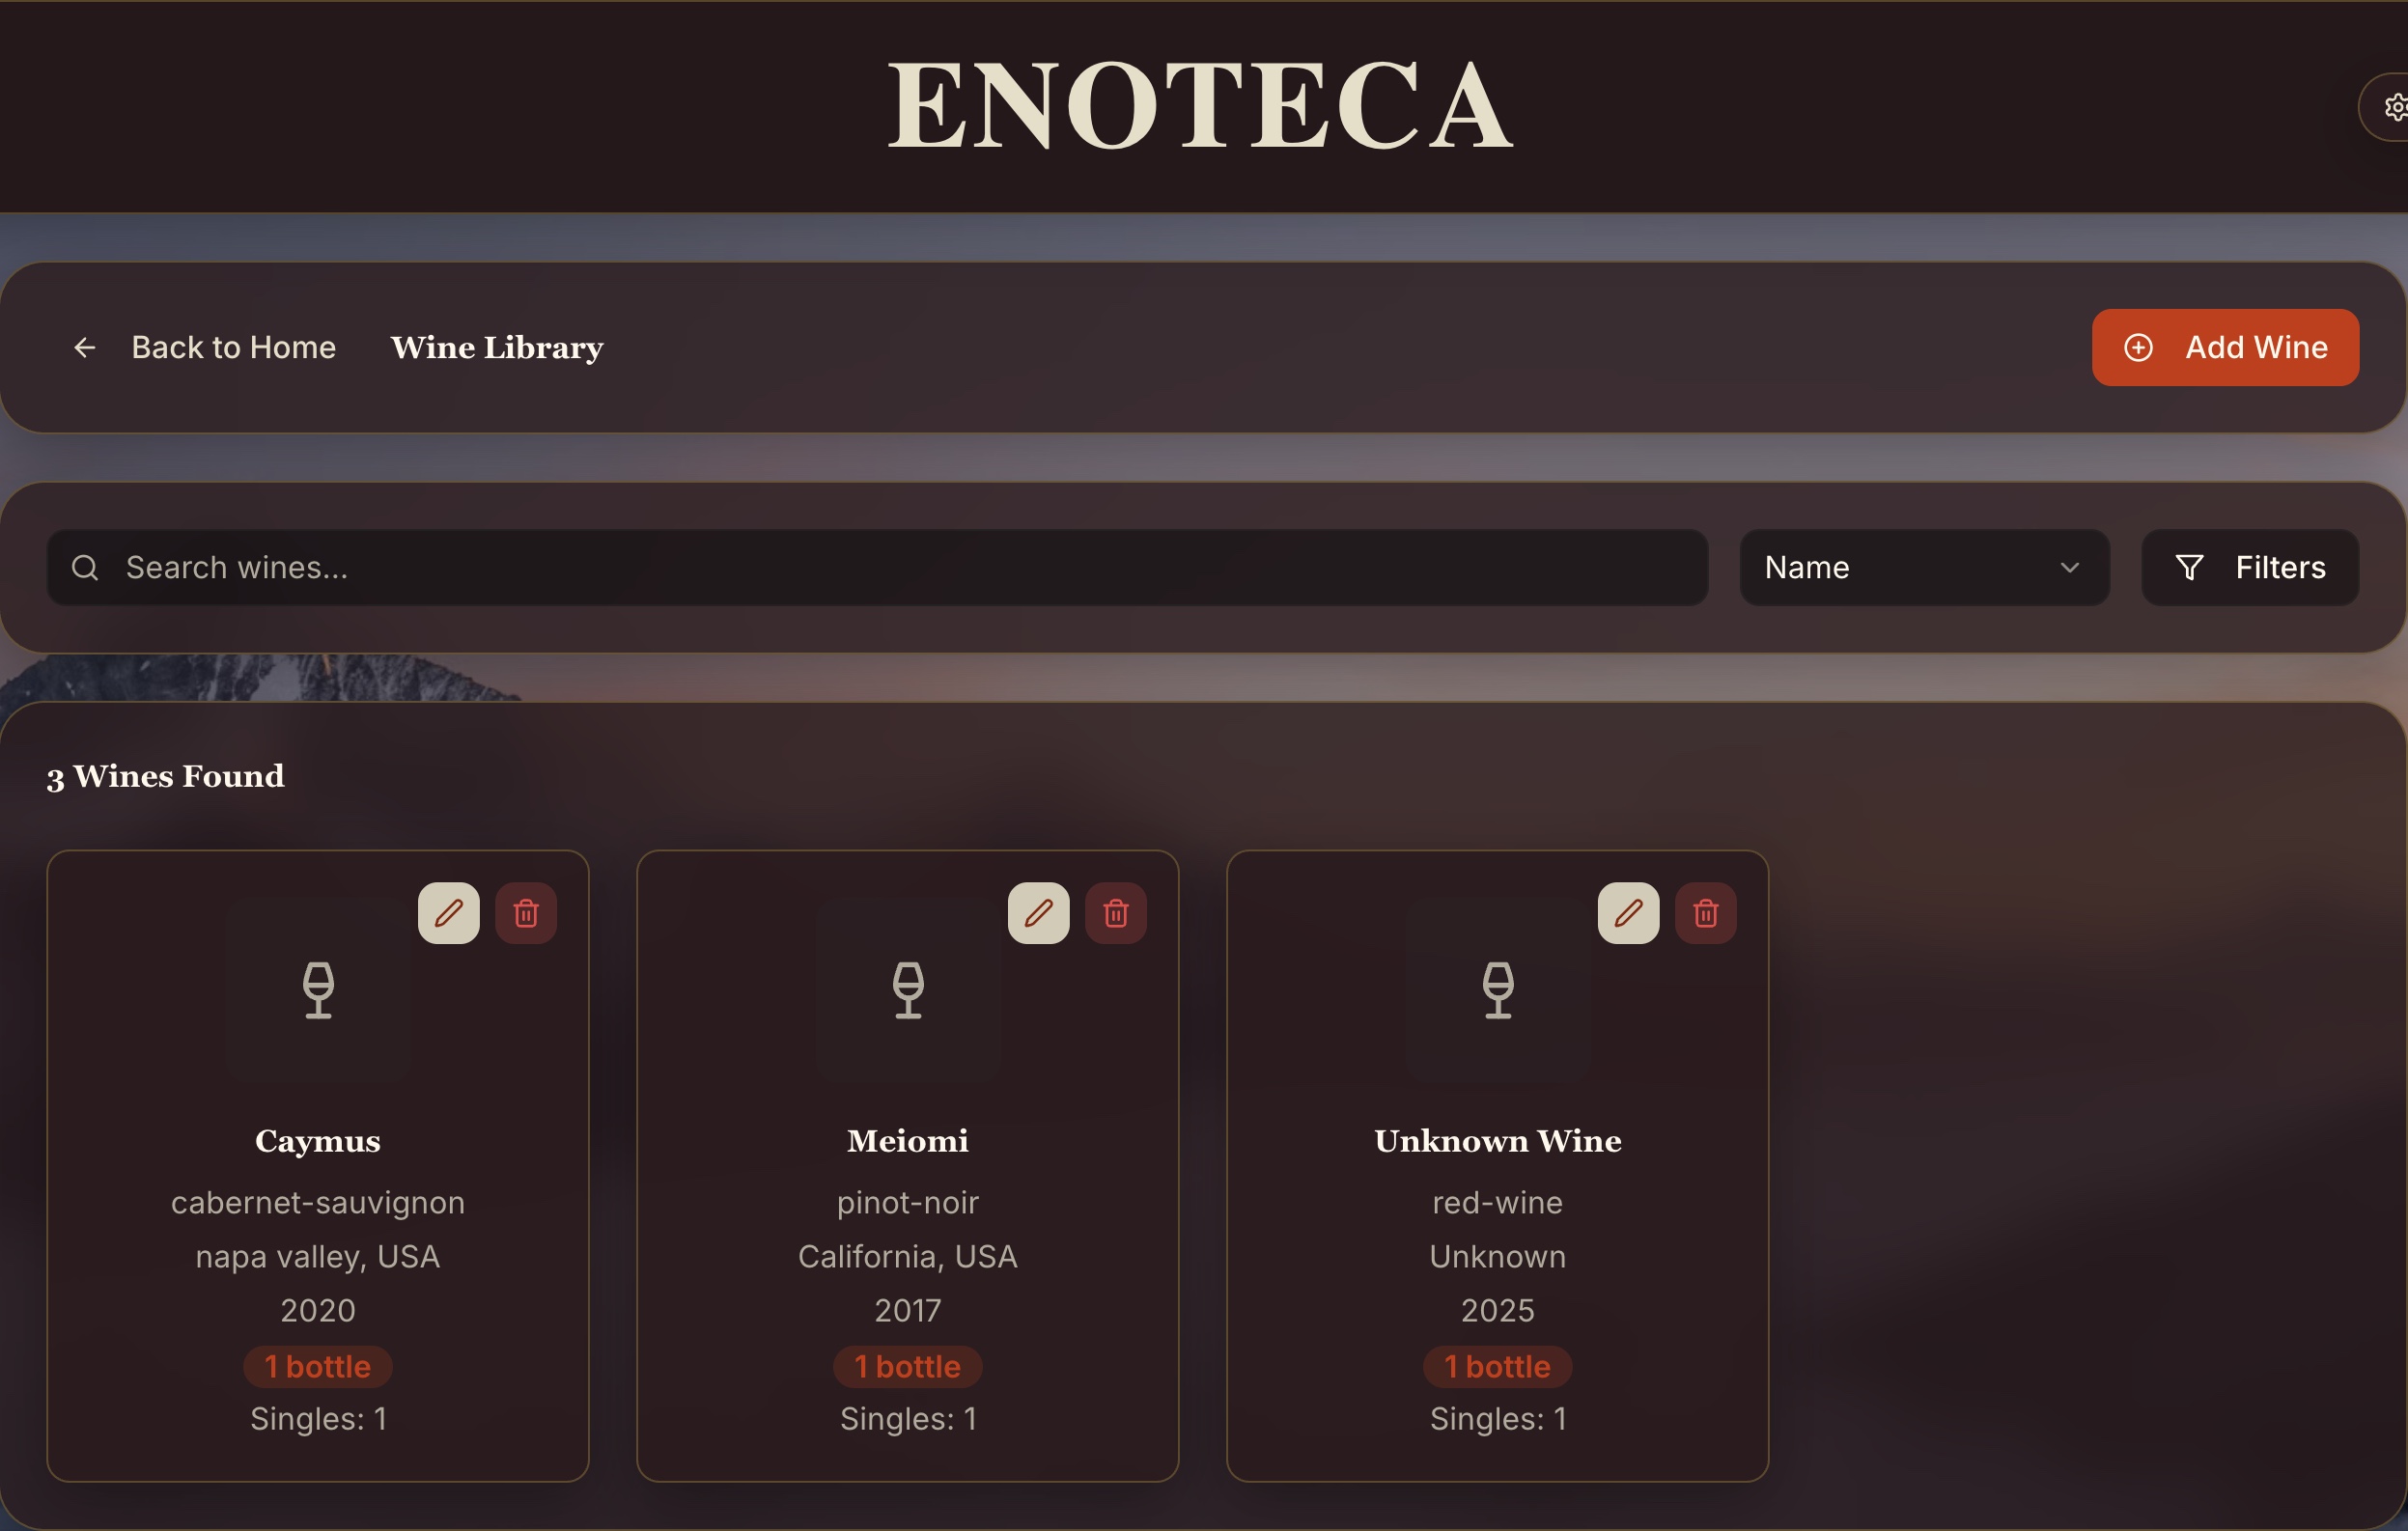 ENOTECA
Back to Home
Wine Library
Add Wine
Search wines...
Name
Filters
3 Wines Found
Caymus
cabernet-sauvignon
napa valley, USA
2020
1 bottle
Singles: 1
Meiomi
pinot-noir
California, USA
2017
1 bottle
Singles: 1
Unknown Wine
red-wine
Unknown
2025
1 bottle
Singles: 1